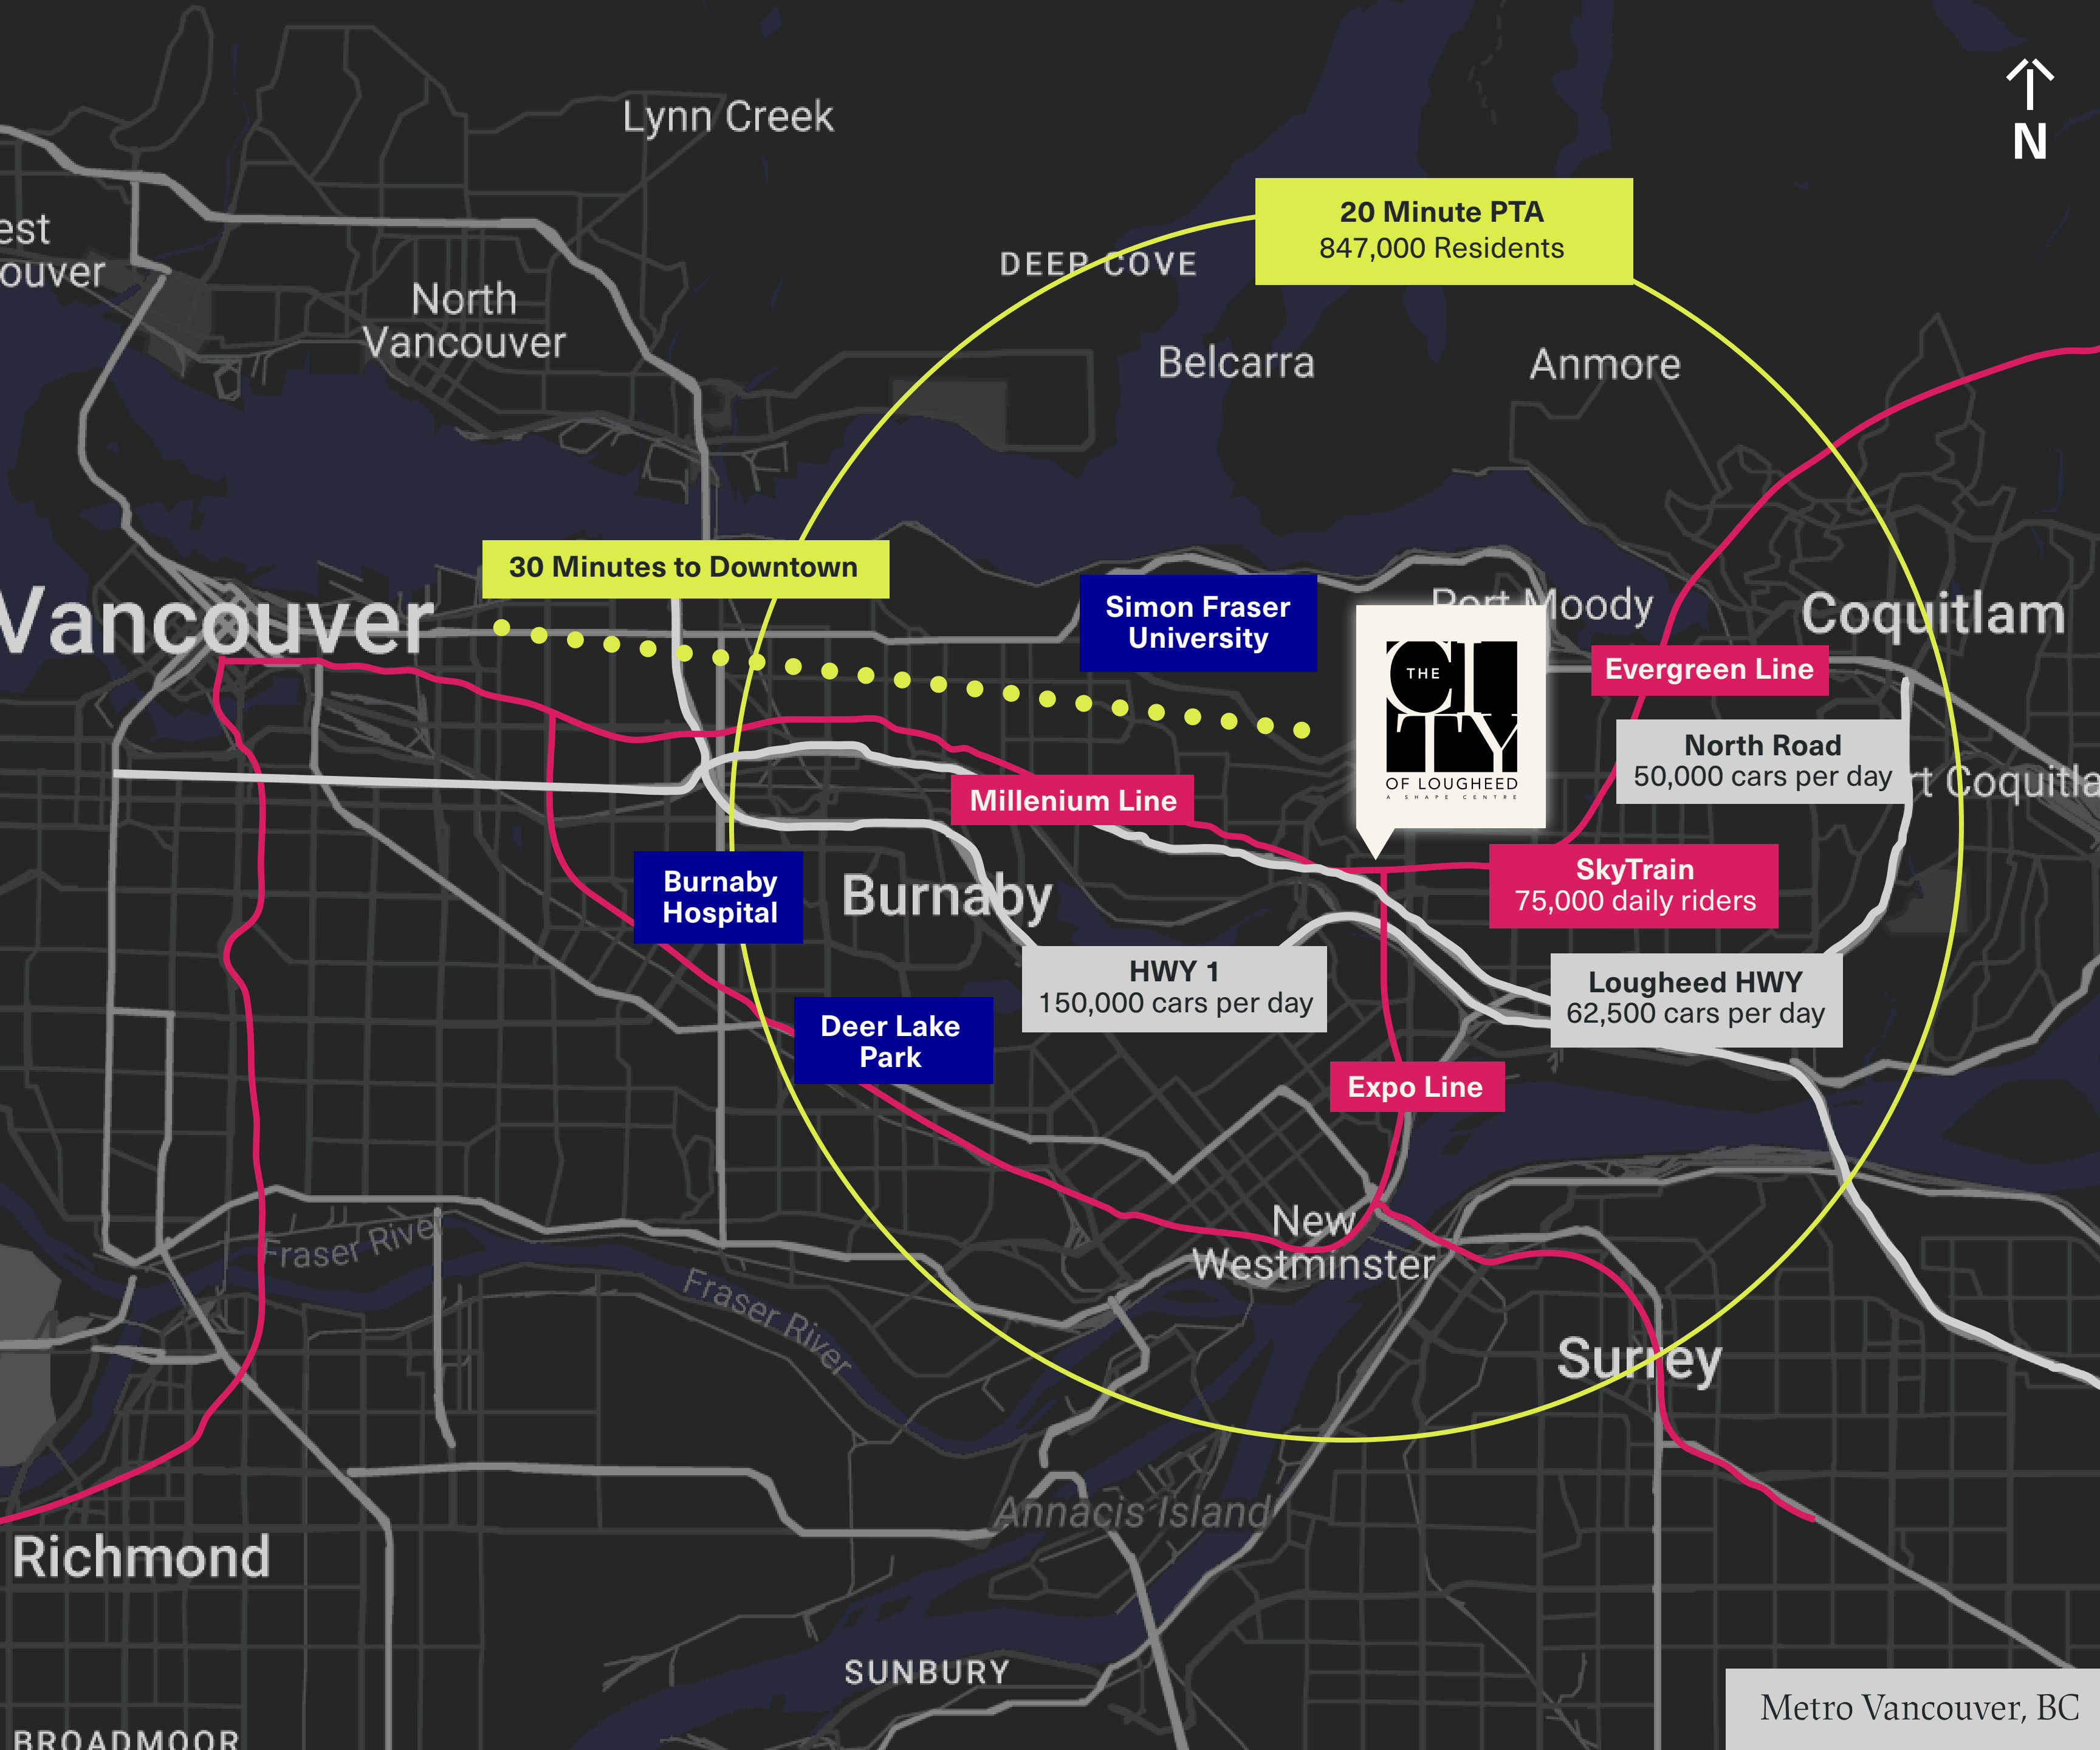 N
Lynn Creek
20 Minute PTA
847,000 Residents
est
ouver
DEEP COVE
North
Vancouver
Belcarra
Anmore
30 Minutes to Downtown
Vancouver
Simon Fraser
University
Port Moody
Coquitlam
THE
CITY
OF LOUGHEED
A SHAPE CENTRE
Evergreen Line
North Road
50,000 cars per day
rt Coquitla
Millenium Line
Burnaby
Hospital
Burnaby
SkyTrain
75,000 daily riders
HWY 1
150,000 cars per day
Lougheed HWY
62,500 cars per day
Deer Lake
Park
Expo Line
Fraser River
New
Westminster
Fraser River
Surrey
Annacis Island
Richmond
SUNBURY
Metro Vancouver, BC
BROADMOOR